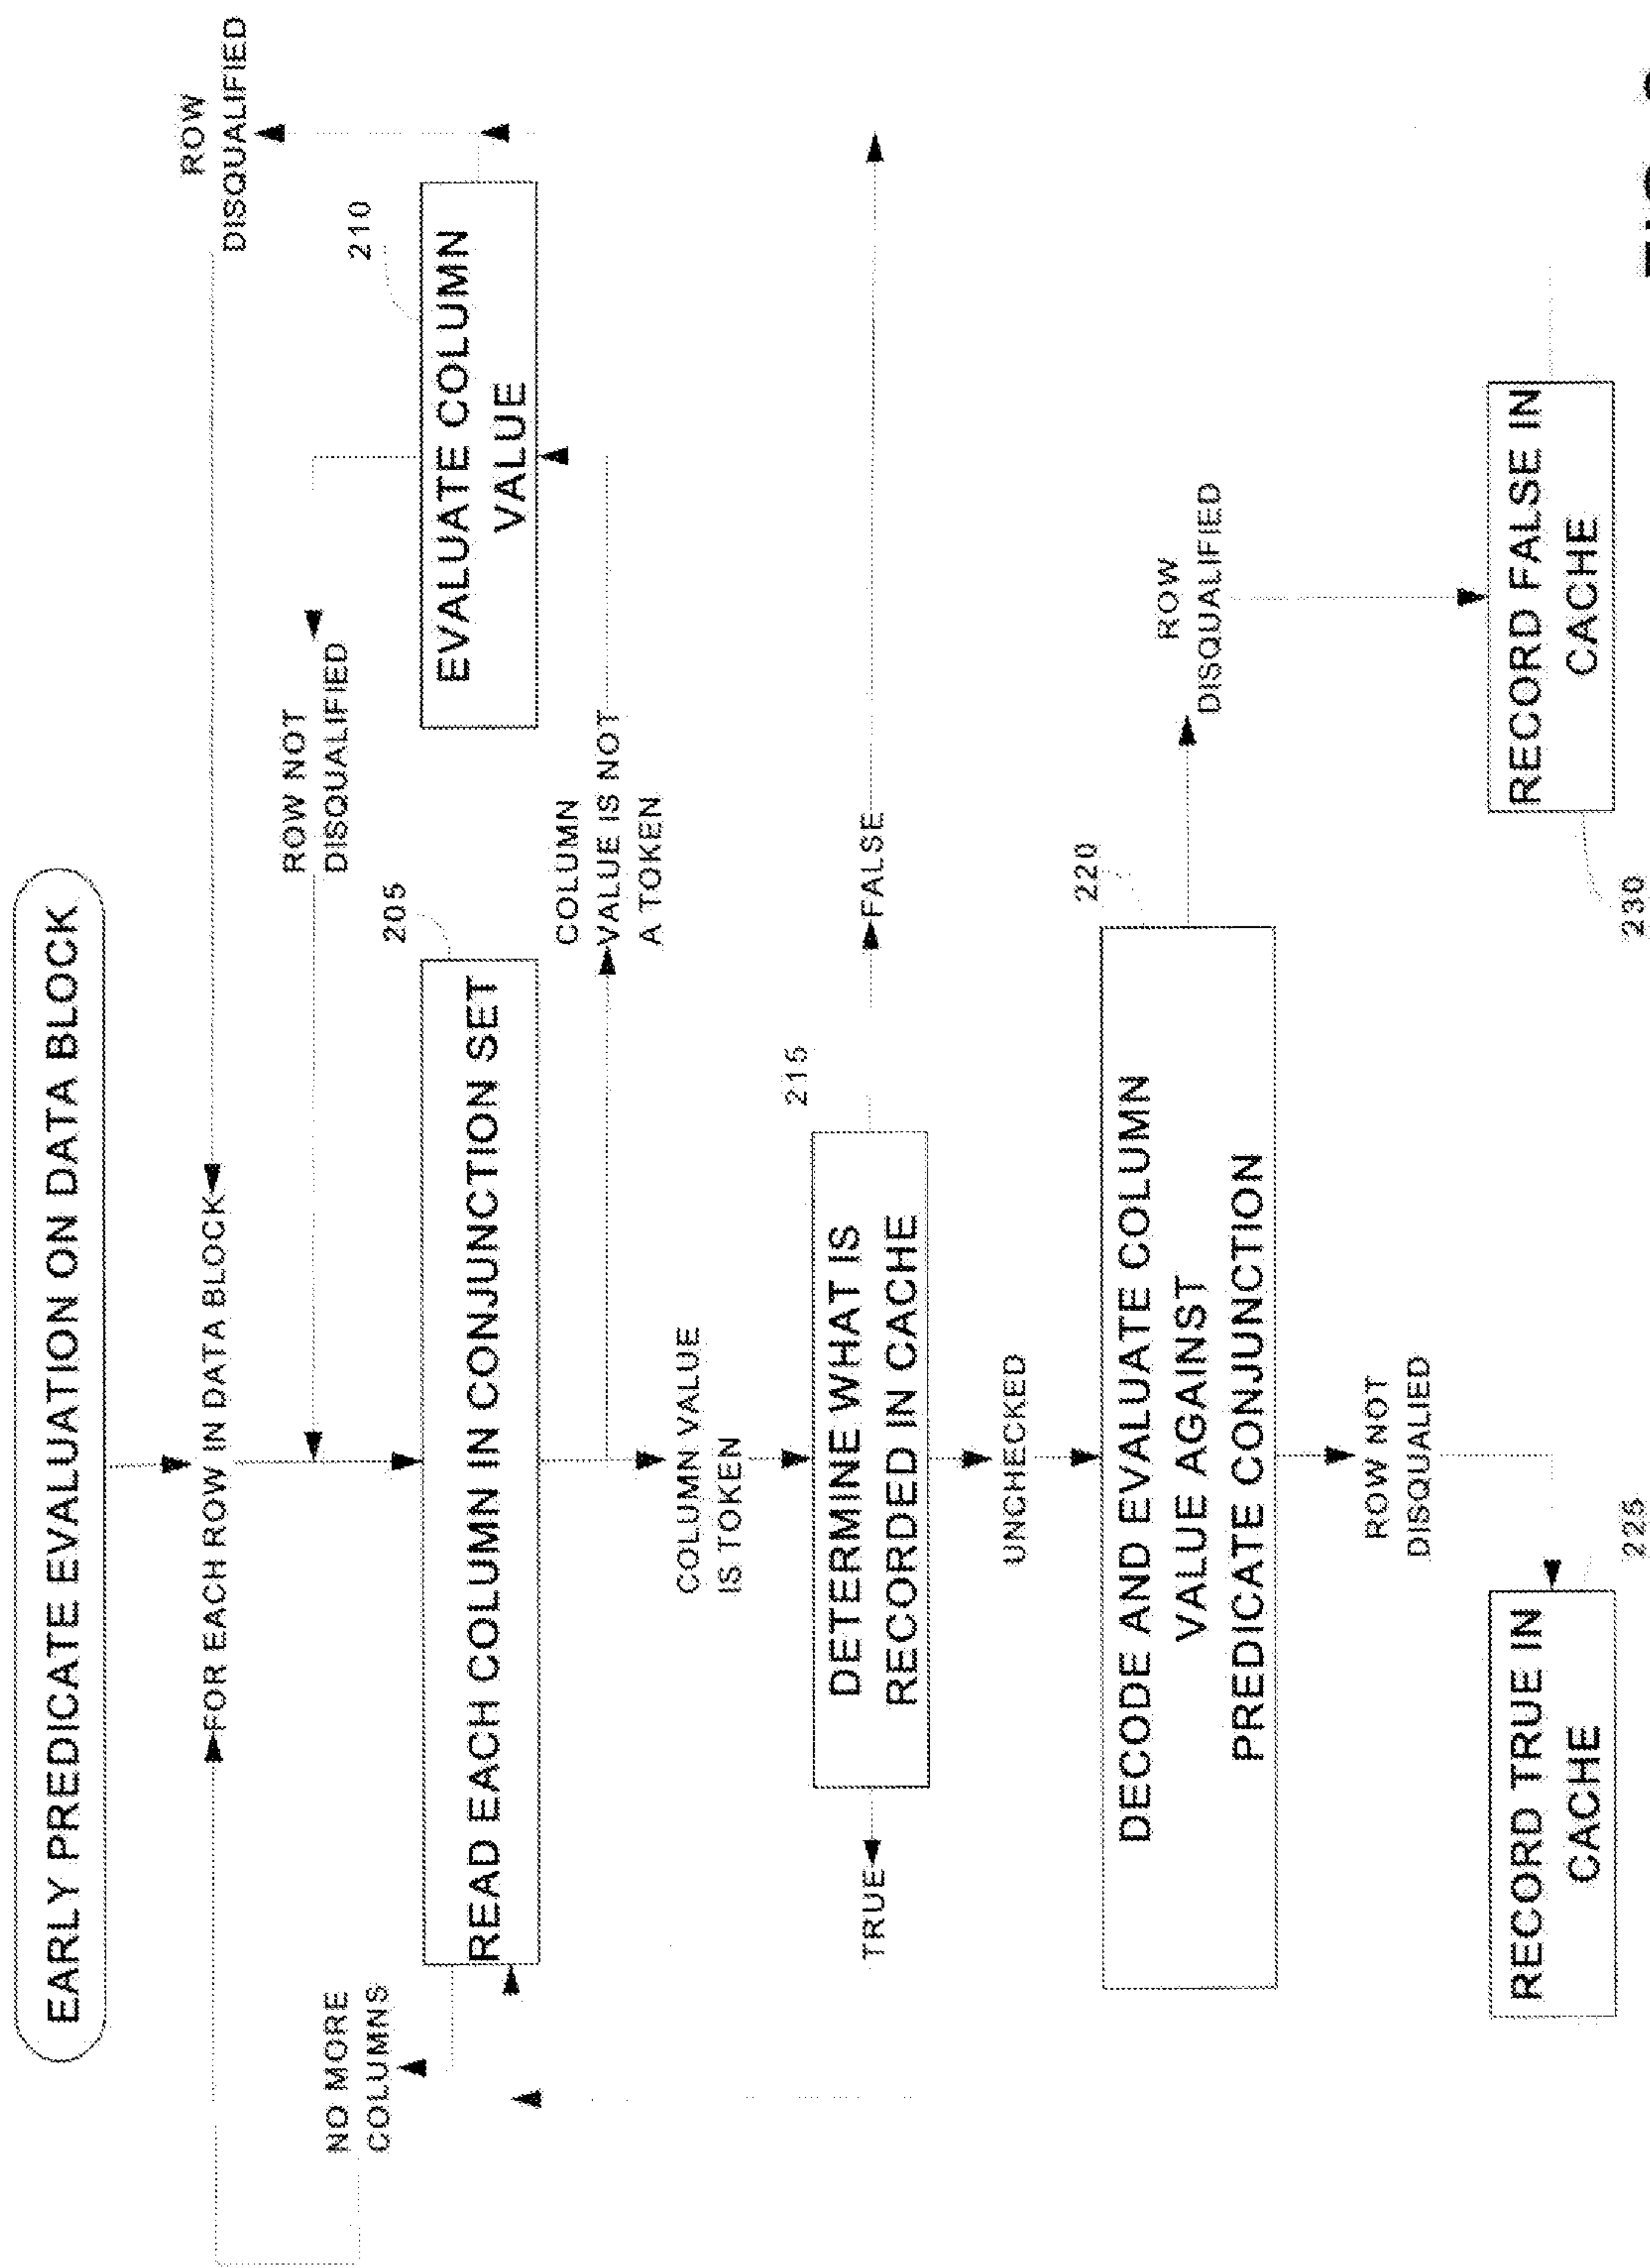 EARLY PREDICATE EVALUATION ON DATA BLOCK
FOR EACH ROW IN DATA BLOCK
ROW
DISQUALIFIED
NO MORE
COLUMNS
ROW NOT
DISQUALIFIED
205
READ EACH COLUMN IN CONJUNCTION SET
210
EVALUATE COLUMN
VALUE
COLUMN
VALUE IS NOT
A TOKEN
COLUMN VALUE
IS TOKEN
215
DETERMINE WHAT IS
RECORDED IN CACHE
TRUE
FALSE
UNCHECKED
220
DECODE AND EVALUATE COLUMN
VALUE AGAINST
PREDICATE CONJUNCTION
ROW
DISQUALIFIED
ROW NOT
DISQUALIED
RECORD TRUE IN
CACHE
225
RECORD FALSE IN
CACHE
230